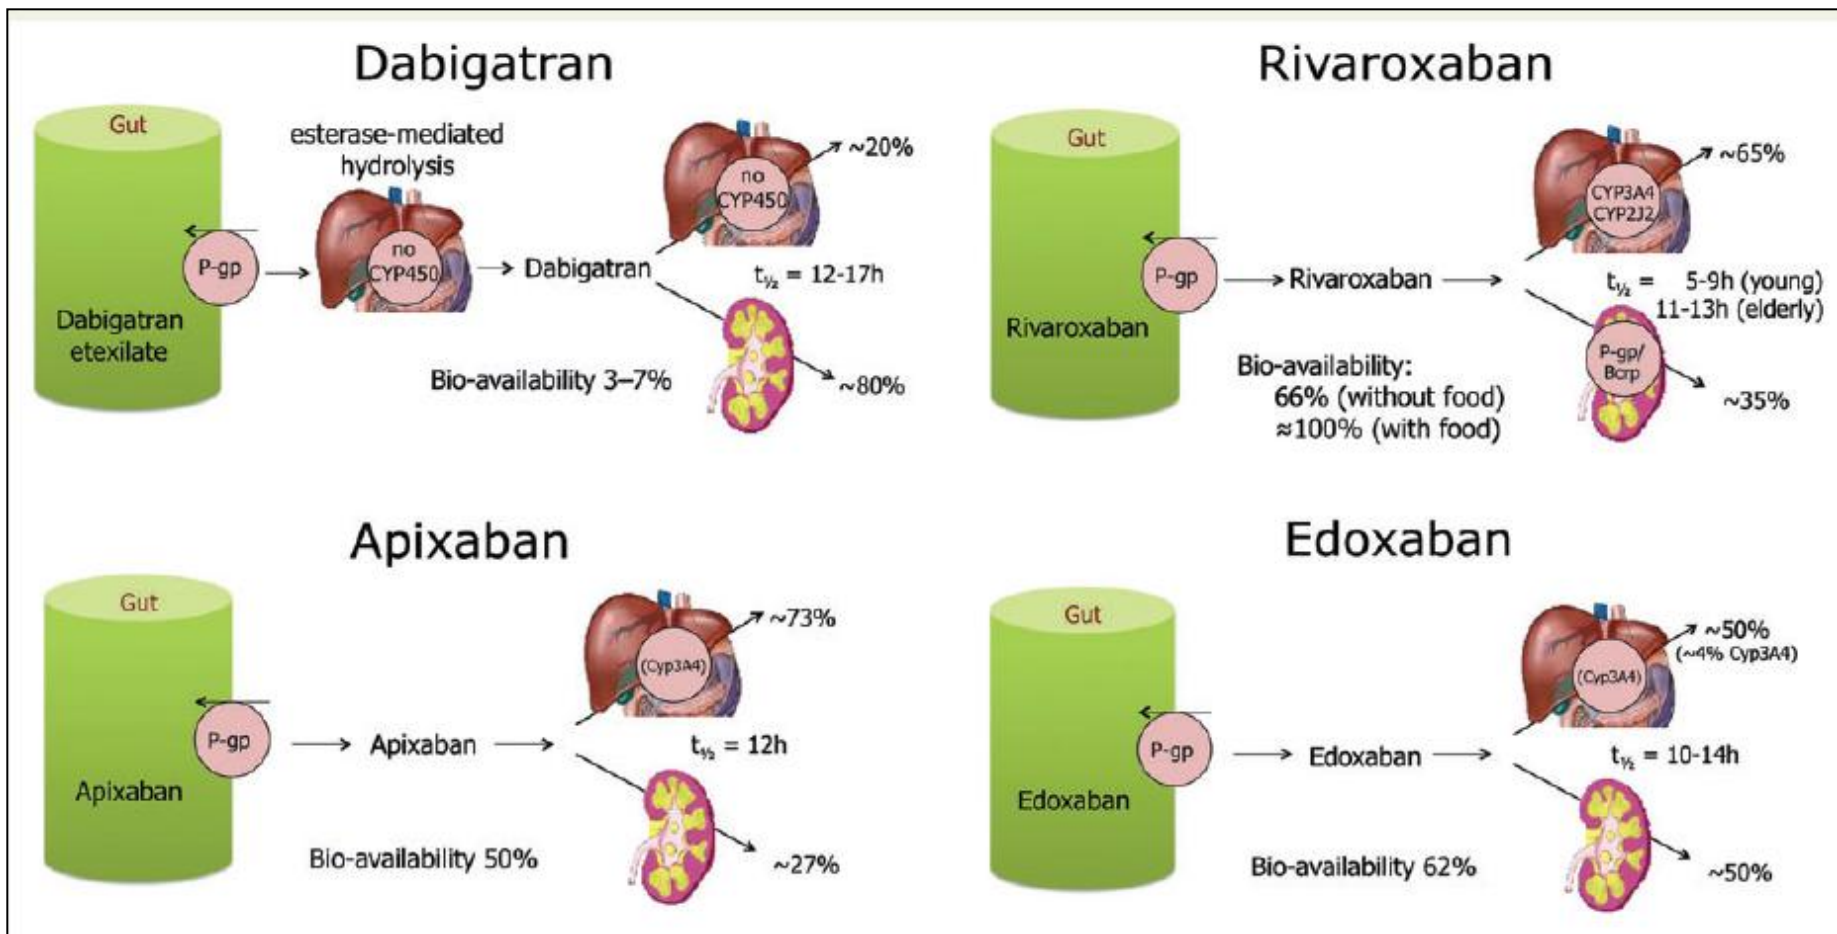 Dabigatran
Gut
esterase-mediated
hydrolysis
no
CYP450
~20%
P-gp
no
CYP450
Dabigatran
t½ = 12-17h
Dabigatran
etexilate
Bio-availability 3–7%
~80%
Rivaroxaban
Gut
CYP3A4
CYP2J2
~65%
P-gp
Rivaroxaban
t½ = 5-9h (young)
11-13h (elderly)
Rivaroxaban
P-gp/
Bcrp
Bio-availability:
66% (without food)
≈100% (with food)
~35%
Apixaban
Gut
(Cyp3A4)
~73%
P-gp
Apixaban
t½ = 12h
Apixaban
Bio-availability 50%
~27%
Edoxaban
Gut
(Cyp3A4)
~50%
(~4% Cyp3A4)
P-gp
Edoxaban
t½ = 10-14h
Edoxaban
Bio-availability 62%
~50%